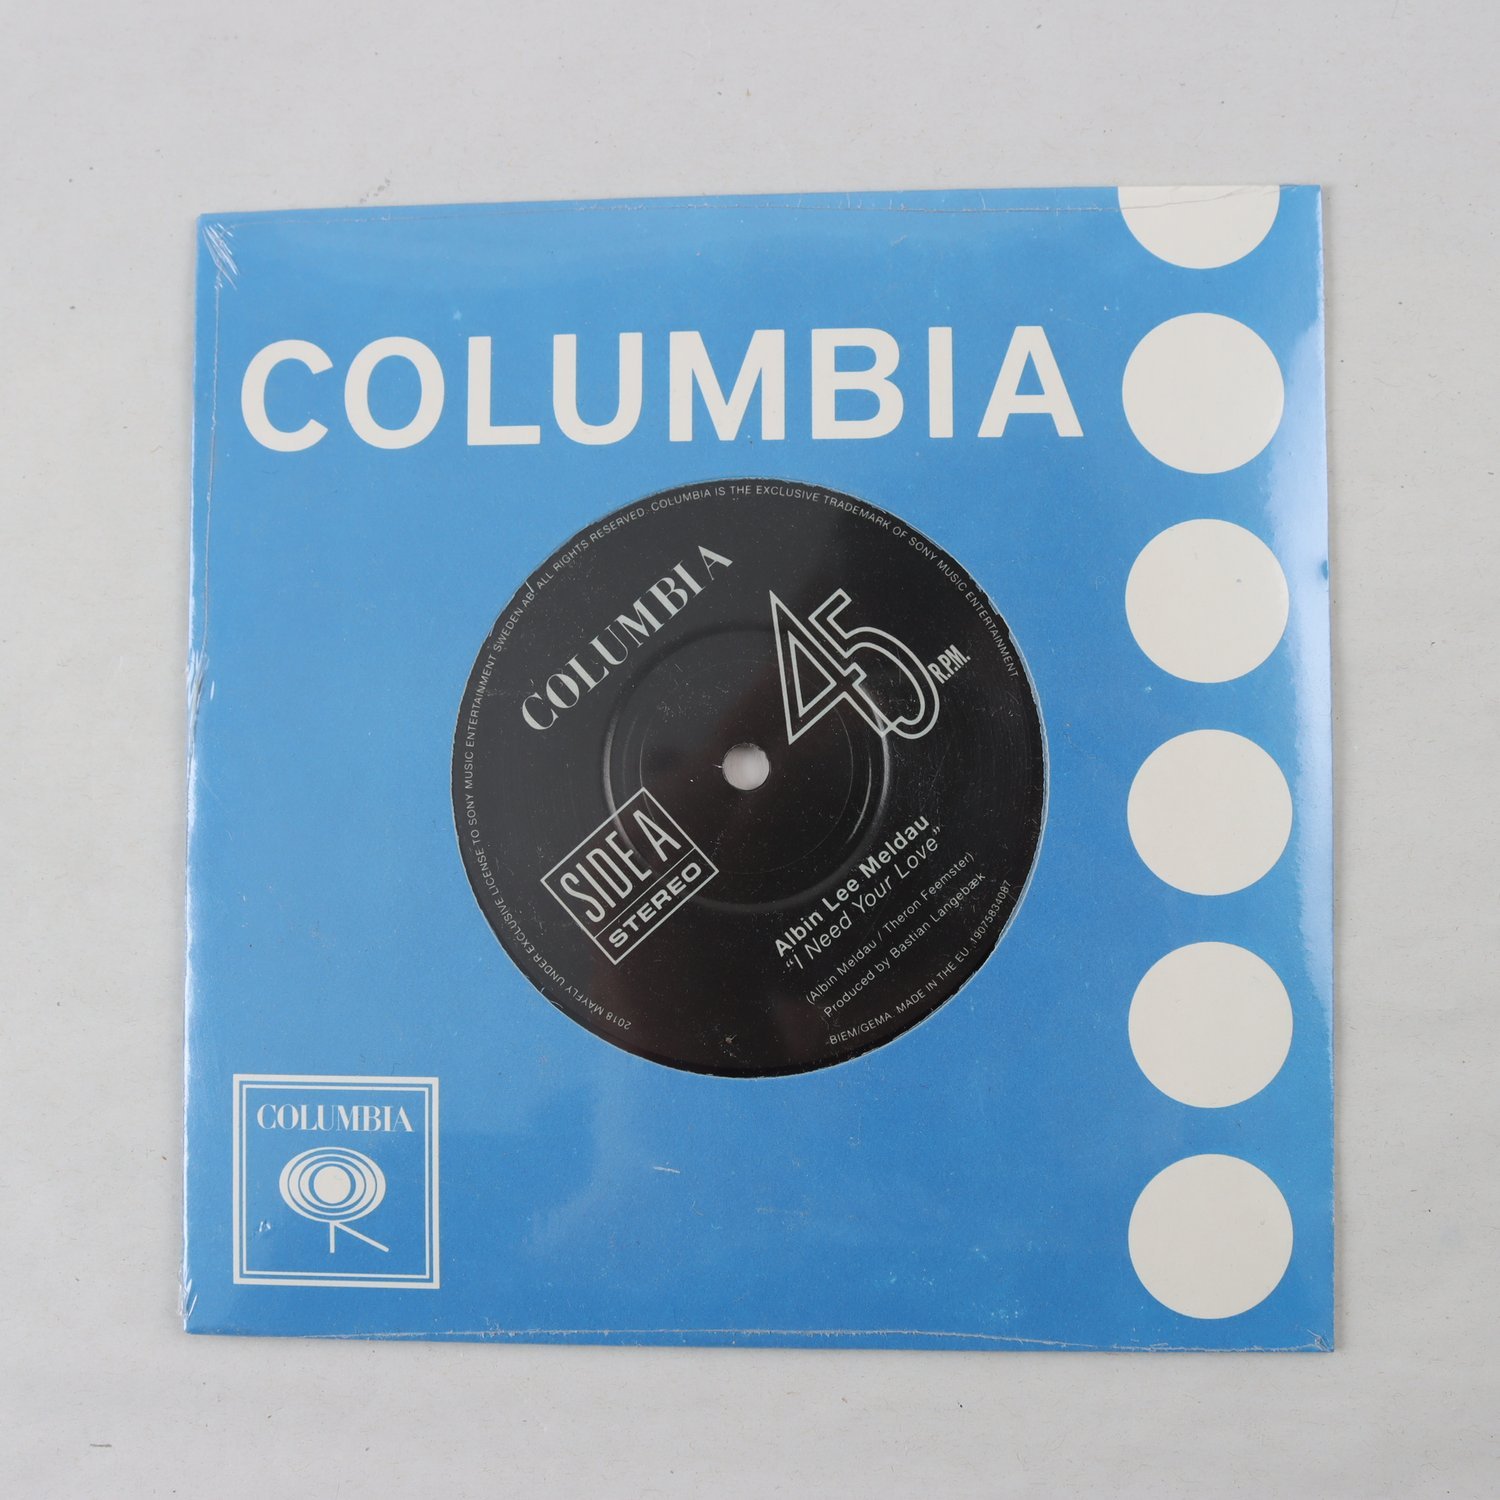 COLUMBIA
2018 MAYFLY UNDER EXCLUSIVE LICENSE TO SONY MUSIC ENTERTAINMENT SWEDEN AB. ALL RIGHTS RESERVED. COLUMBIA IS THE EXCLUSIVE TRADEMARK OF SONY MUSIC ENTERTAINMENT
COLUMBIA
45
R.P.M.
SIDE A
STEREO
Albin Lee Meldau
“I Need Your Love”
(Albin Meldau / Theron Feemster)
Produced by Bastian Langebæk
BIEM/GEMA. MADE IN THE EU. 19075834087
COLUMBIA